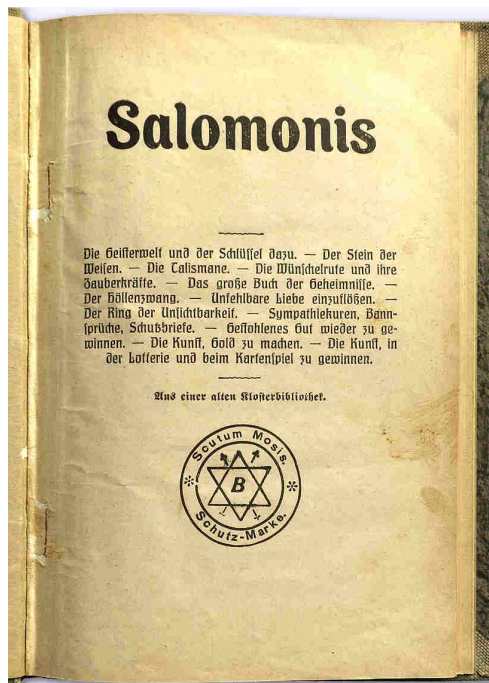 Salomonis
Die Geisterwelt und der Schlüssel dazu. — Der Stein der
Weisen. — Die Talismane. — Die Wünschelrute und ihre
Zauberkräfte. — Das große Buch der Geheimnisse. —
Der Höllenzwang. — Unfehlbare Liebe einzuflößen. —
Der Ring der Unsichtbarkeit. — Sympathiekuren, Bann-
sprüche, Schutzbriefe. — Gestohlenes Gut wieder zu ge-
winnen. — Die Kunst, Gold zu machen. — Die Kunst, in
der Lotterie und beim Kartenspiel zu gewinnen.
Aus einer alten Klosterbibliothek.
Scutum Mosis.
B
Schutz-Marke.